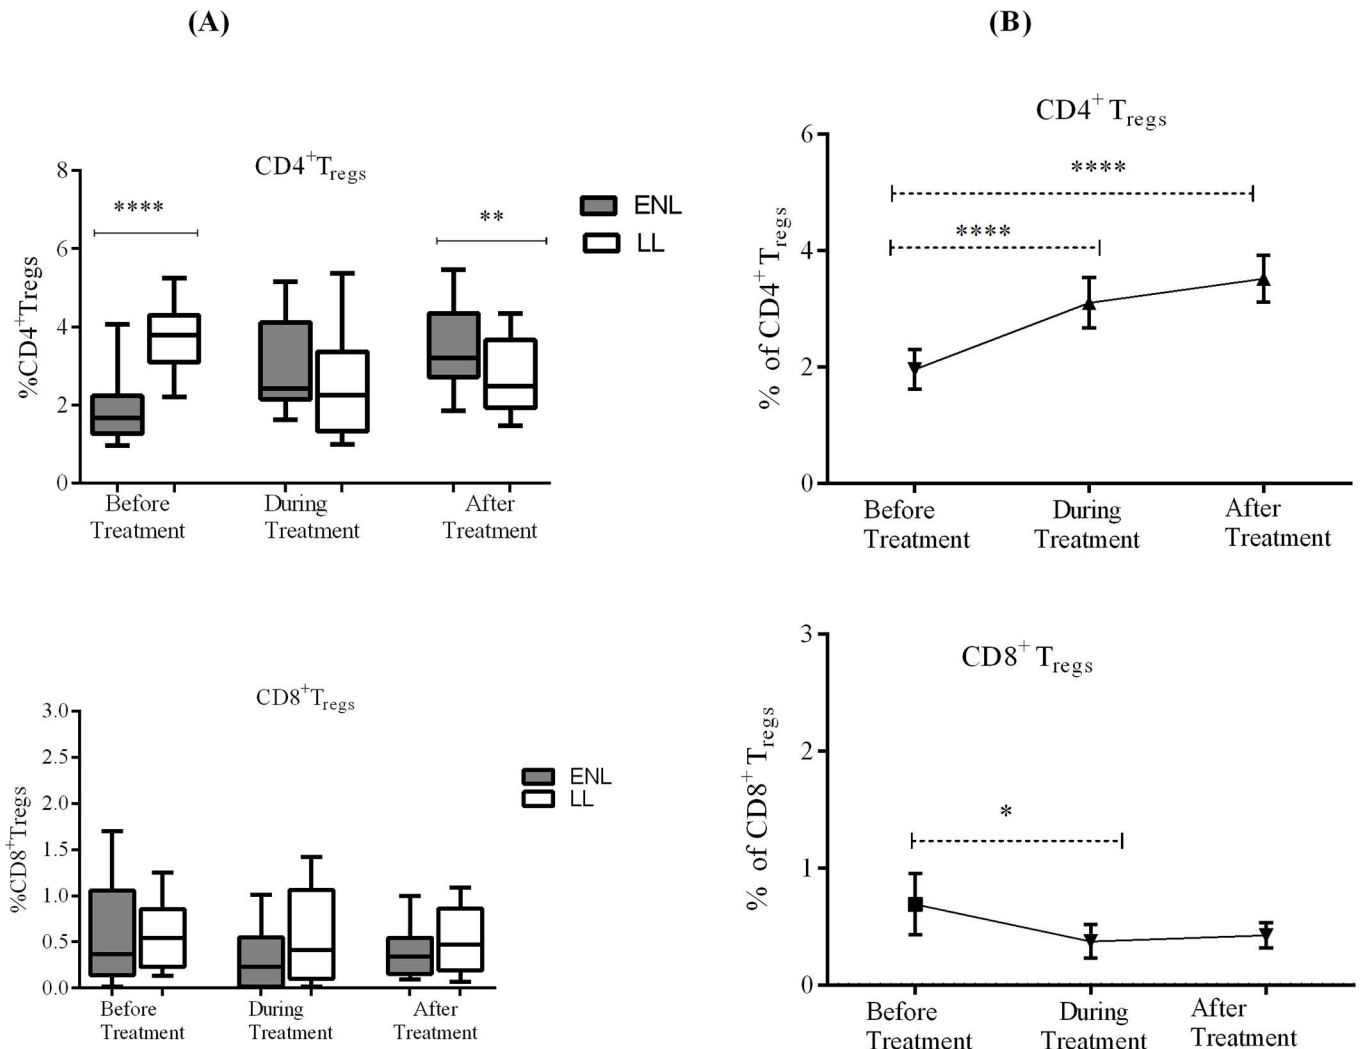 (A)
CD4+Tregs
8
6
4
2
0
%CD4+Tregs
****
**
ENL
LL
Before
Treatment
During
Treatment
After
Treatment
(B)
CD4+ Tregs
6
4
2
0
% of CD4+ Tregs
****
****
Before
Treatment
During
Treatment
After
Treatment
CD8+Tregs
3.0
2.5
2.0
1.5
1.0
0.5
0.0
%CD8+Tregs
ENL
LL
Before
Treatment
During
Treatment
After
Treatment
CD8+ Tregs
3
2
1
0
% of CD8+ Tregs
*
Before
Treatment
During
Treatment
After
Treatment